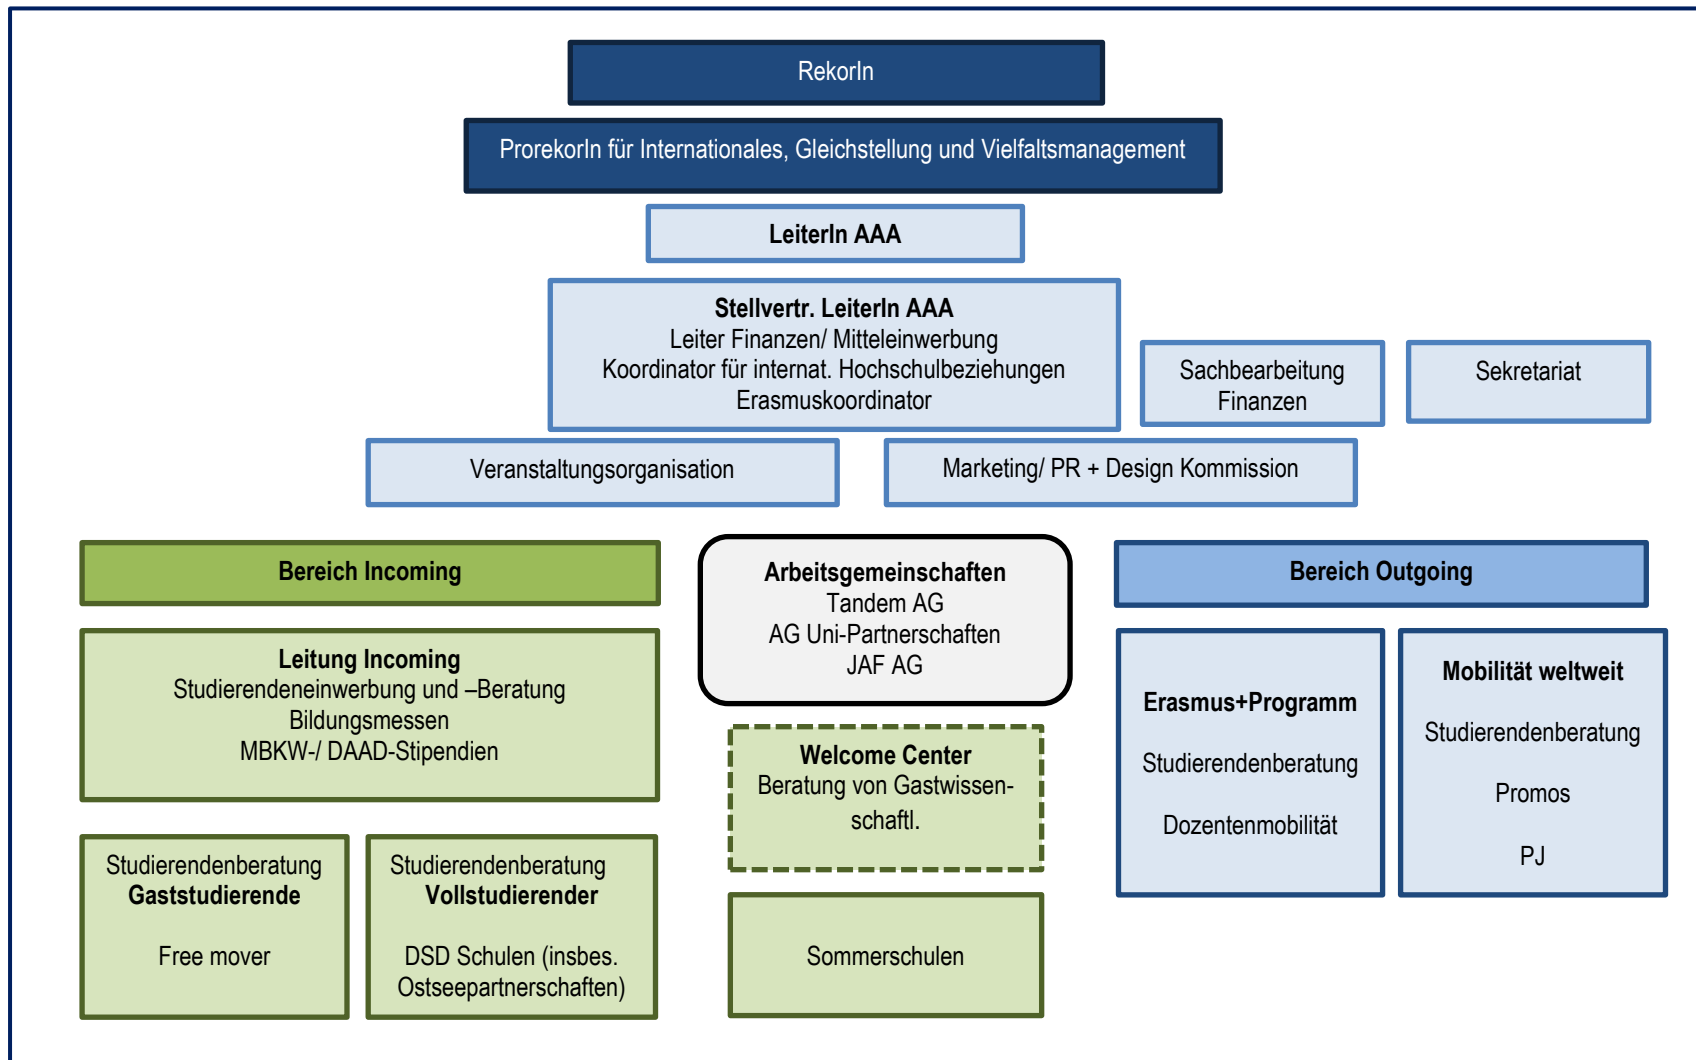 RekorIn
ProrekorIn für Internationales, Gleichstellung und Vielfaltsmanagement
LeiterIn AAA
Stellvertr. LeiterIn AAA
Leiter Finanzen/ Mitteleinwerbung
Koordinator für internat. Hochschulbeziehungen
Erasmuskoordinator
Sachbearbeitung
Finanzen
Sekretariat
Veranstaltungsorganisation
Marketing/ PR + Design Kommission
Bereich Incoming
Leitung Incoming
Studierendeneinwerbung und –Beratung
Bildungsmessen
MBKW-/ DAAD-Stipendien
Studierendenberatung
Gaststudierende
Free mover
Studierendenberatung
Vollstudierender
DSD Schulen (insbes.
Ostseepartnerschaften)
Arbeitsgemeinschaften
Tandem AG
AG Uni-Partnerschaften
JAF AG
Welcome Center
Beratung von Gastwissen-
schaftl.
Sommerschulen
Bereich Outgoing
Erasmus+Programm
Studierendenberatung
Dozentenmobilität
Mobilität weltweit
Studierendenberatung
Promos
PJ